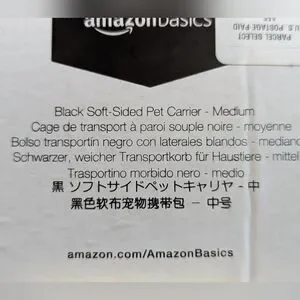 amazonBasics
PARCEL SELECT
U.S. POSTAGE PAID
Black Soft-Sided Pet Carrier - Medium
Cage de transport à paroi souple noire - moyenne
Bolso transportin negro con laterales blandos - mediano
Schwarzer, weicher Transportkorb für Haustiere - mittel
Trasportino morbido nero - medio
黒 ソフトサイドペットキャリヤ - 中
黑色软布宠物携带包 – 中号
amazon.com/AmazonBasics